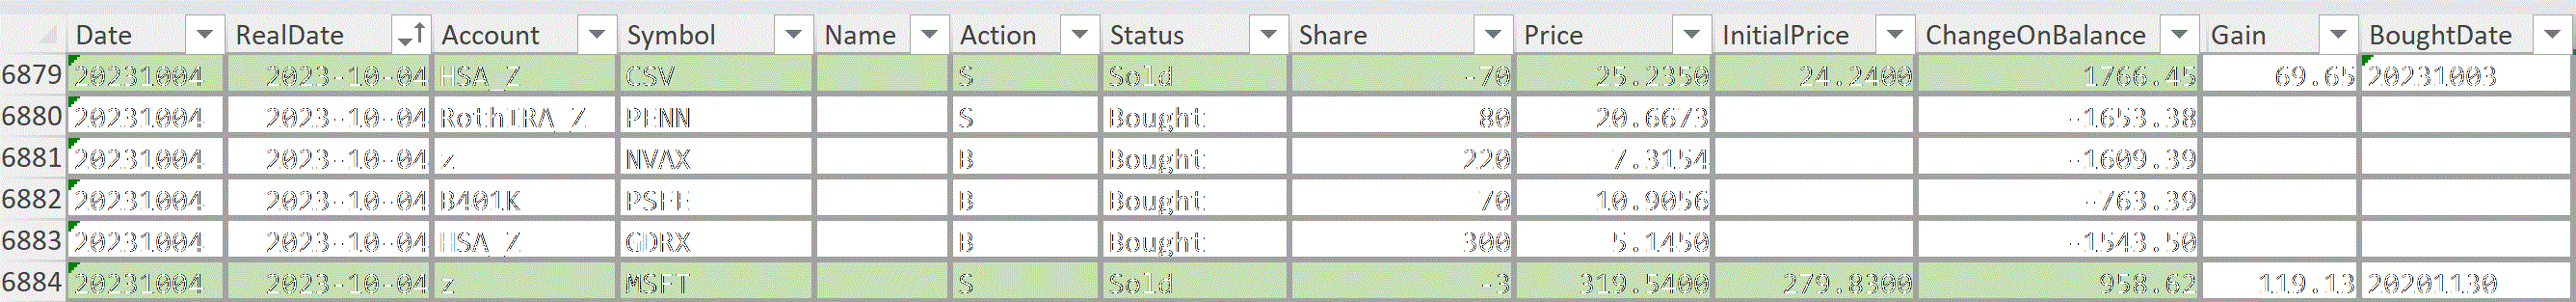 Date RealDate Account Symbol Name Action Status Share Price InitialPrice ChangeOnBalance Gain BoughtDate
6879 20231004 2023-10-04 HSA_Z CSV S Sold -70 25.2350 24.2400 1766.45 69.65 20231003
6880 20231004 2023-10-04 RothIRA_Z PENN S Bought 80 20.6673 -1653.38
6881 20231004 2023-10-04 z NVAX B Bought 220 7.3154 -1609.39
6882 20231004 2023-10-04 B401K PSFE B Bought 70 10.9056 -763.39
6883 20231004 2023-10-04 HSA_Z GDRX B Bought 300 5.1450 -1543.50
6884 20231004 2023-10-04 z MSFT S Sold -3 319.5400 279.8300 958.62 119.13 20201130